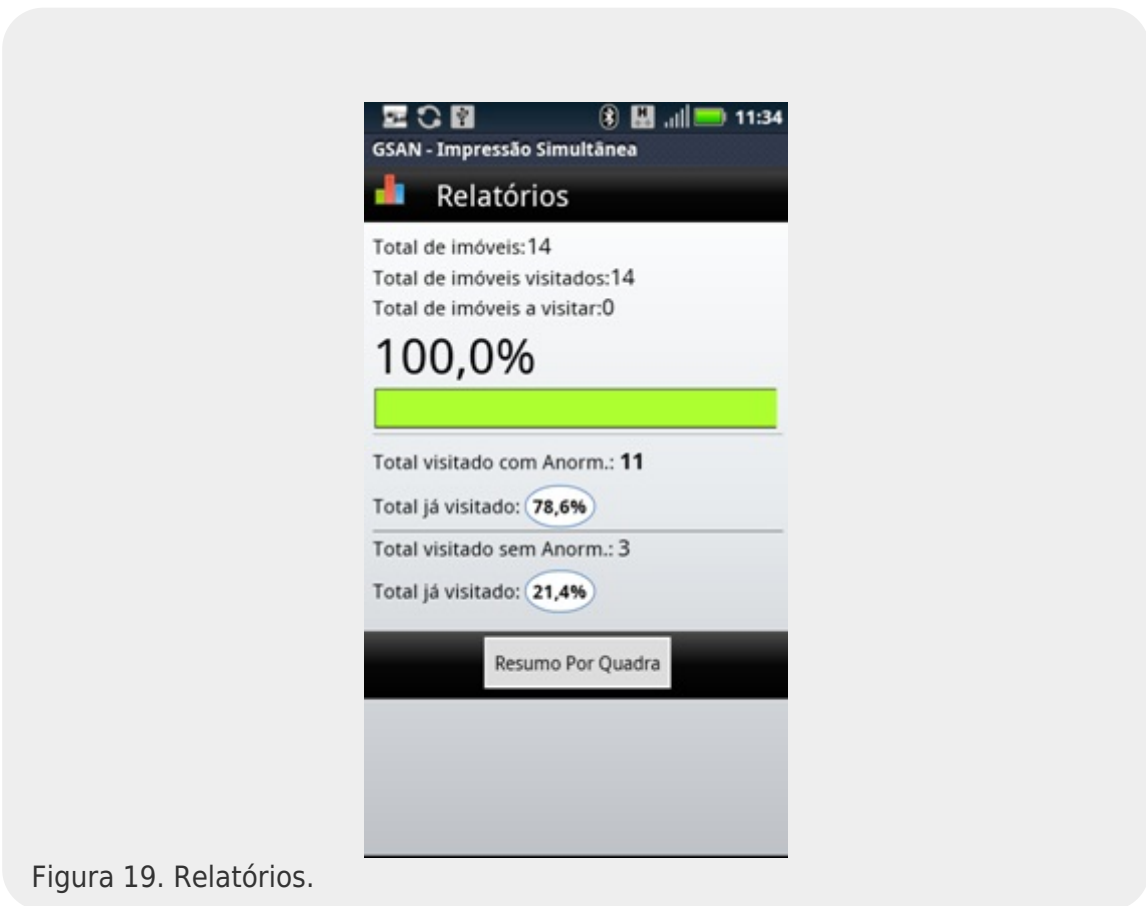 11:34
GSAN - Impressão Simultânea
Relatórios
Total de imóveis:14
Total de imóveis visitados:14
Total de imóveis a visitar:0
100,0%
Total visitado com Anorm.: 11
Total já visitado: 78,6%
Total visitado sem Anorm.: 3
Total já visitado: 21,4%
Resumo Por Quadra
Figura 19. Relatórios.